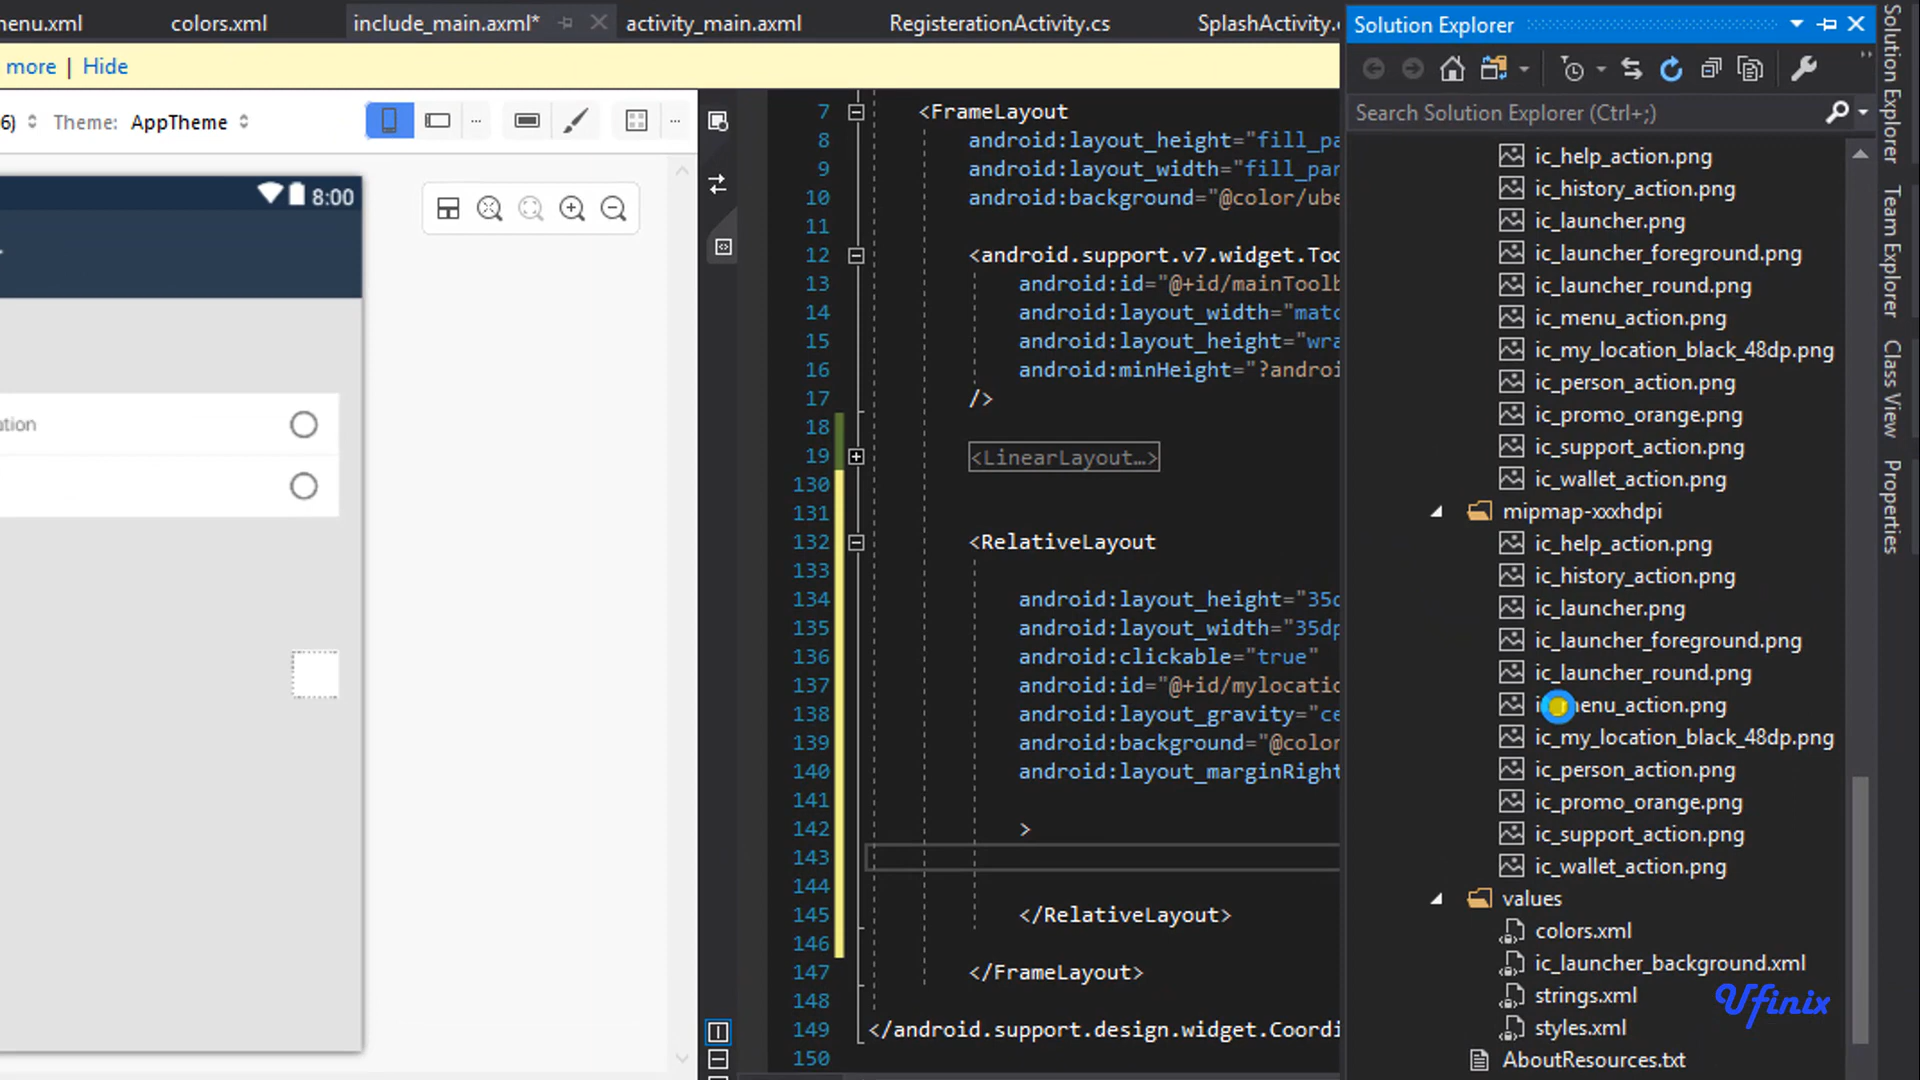 nenu.xml colors.xml include_main.axml* activity_main.axml RegisterationActivity.cs SplashActivity.
more | Hide
6) Theme: AppTheme
8:00
ation
7 <FrameLayout
8 android:layout_height="fill_pa
9 android:layout_width="fill_par
10 android:background="@color/ube
11
12 <android.support.v7.widget.Too
13 android:id="@+id/mainToolb
14 android:layout_width="matc
15 android:layout_height="wra
16 android:minHeight="?androi
17 />
18
19 <LinearLayout…>
130
131
132 <RelativeLayout
133
134 android:layout_height="35d
135 android:layout_width="35dp
136 android:clickable="true"
137 android:id="@+id/mylocatio
138 android:layout_gravity="ce
139 android:background="@color
140 android:layout_marginRight
141
142 >
143
144
145 </RelativeLayout>
146
147 </FrameLayout>
148
149 </android.support.design.widget.Coordi
150
Solution Explorer
Search Solution Explorer (Ctrl+;)
ic_help_action.png
ic_history_action.png
ic_launcher.png
ic_launcher_foreground.png
ic_launcher_round.png
ic_menu_action.png
ic_my_location_black_48dp.png
ic_person_action.png
ic_promo_orange.png
ic_support_action.png
ic_wallet_action.png
mipmap-xxxhdpi
ic_help_action.png
ic_history_action.png
ic_launcher.png
ic_launcher_foreground.png
ic_launcher_round.png
ic_menu_action.png
ic_my_location_black_48dp.png
ic_person_action.png
ic_promo_orange.png
ic_support_action.png
ic_wallet_action.png
values
colors.xml
ic_launcher_background.xml
strings.xml
styles.xml
AboutResources.txt
Ufinix
Solution Explorer
Team Explorer
Class View
Properties